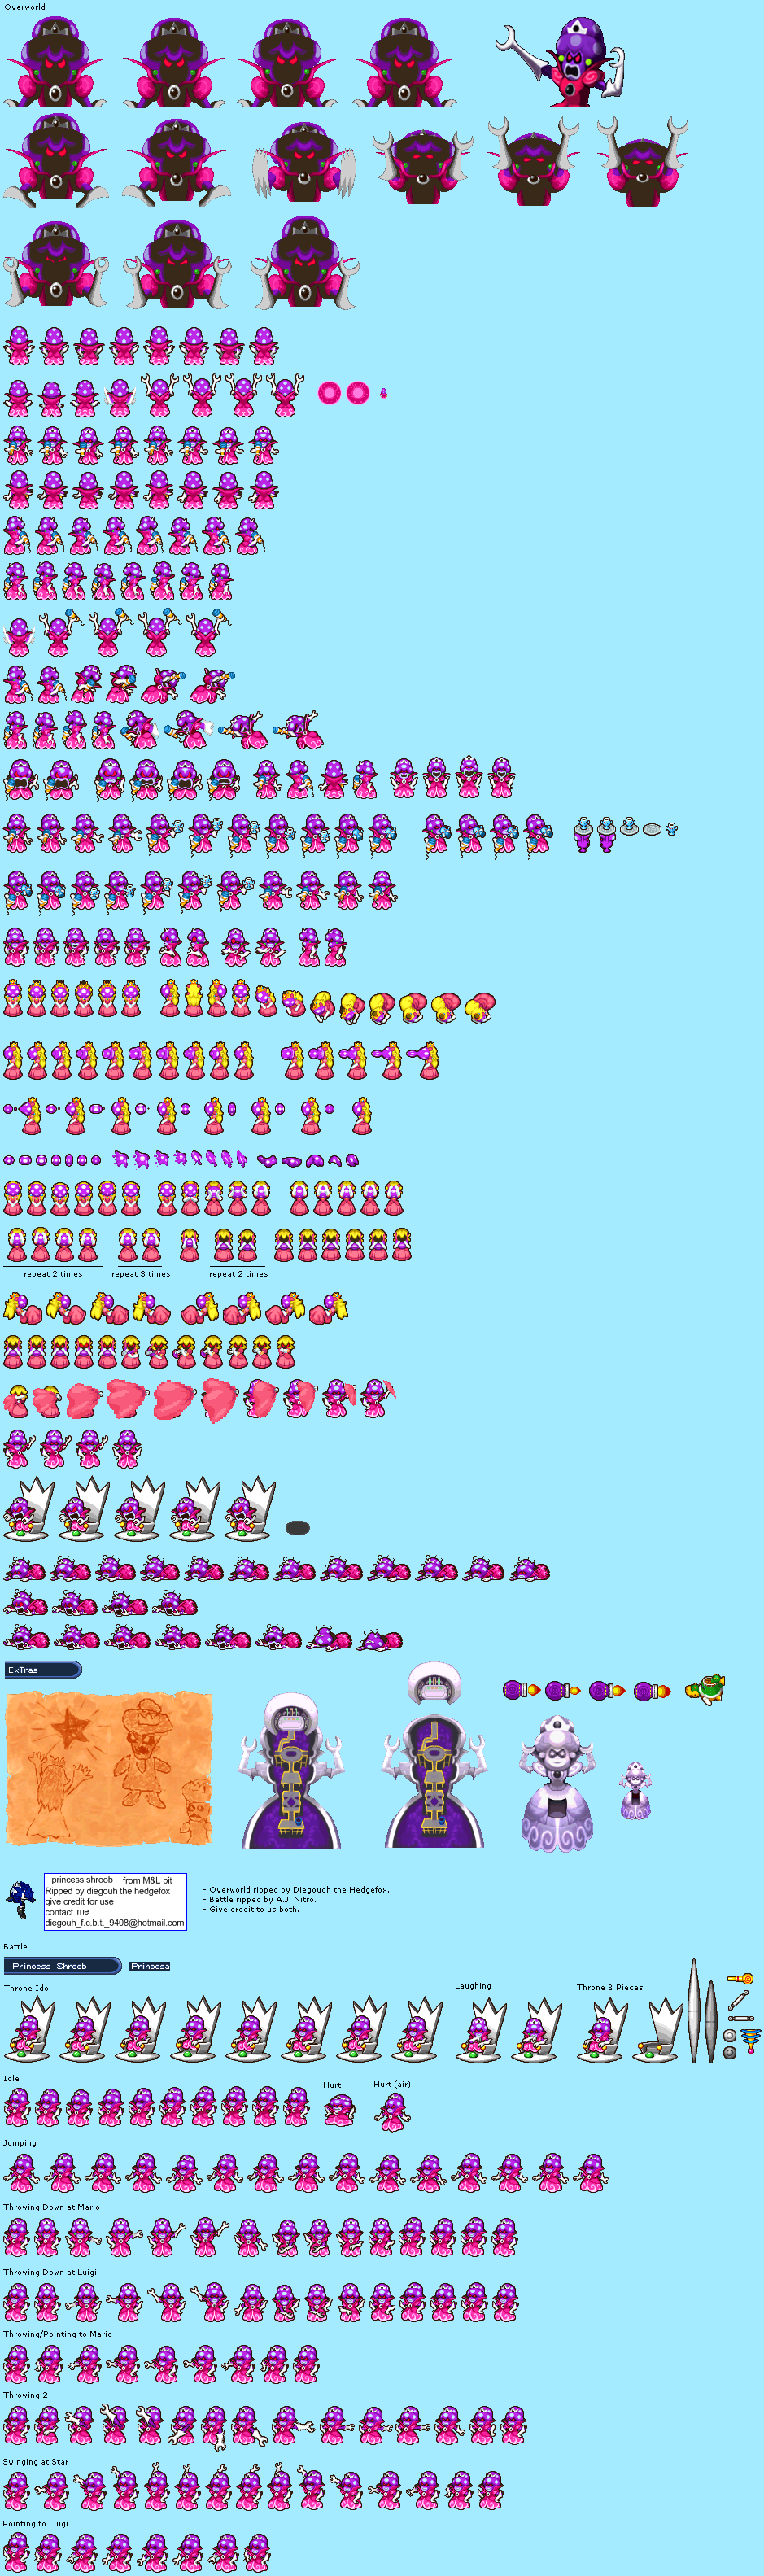 Overworld
repeat 2 times
repeat 3 times
repeat 2 times
ExTras
princess shroob from M&L pit
Ripped by diegouh the hedgefox
give credit for use
contact me
diegouh_f.c.b.t._9408@hotmail.com
- Overworld ripped by Diegouch the Hedgefox.
- Battle ripped by A.J. Nitro.
- Give credit to us both.
Battle
Princess Shroob
Princesa
Throne Idol
Laughing
Throne & Pieces
Idle
Hurt
Hurt (air)
Jumping
Throwing Down at Mario
Throwing Down at Luigi
Throwing/Pointing to Mario
Throwing 2
Swinging at Star
Pointing to Luigi